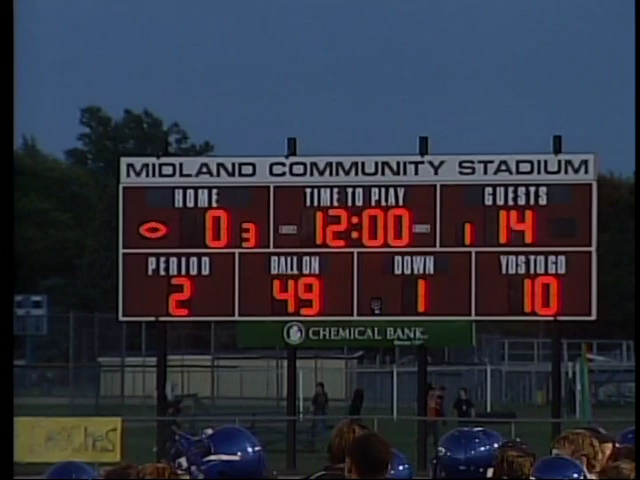 MIDLAND COMMUNITY STADIUM
HOME TIME TO PLAY GUESTS
0 3 12:00 1 14
PERIOD BALL ON DOWN YDS TO GO
2 49 1 10
CHEMICAL BANK
Coaches